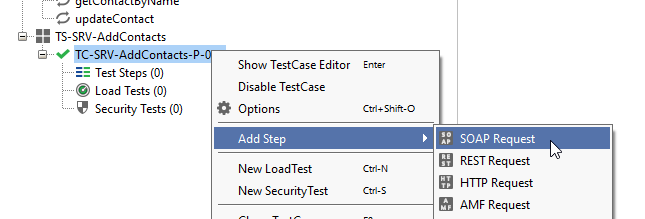 getContactByName
updateContact
TS-SRV-AddContacts
TC-SRV-AddContacts-P-0
Test Steps (0)
Load Tests (0)
Security Tests (0)
Show TestCase Editor Enter
Disable TestCase
Options Ctrl+Shift-O
Add Step
New LoadTest Ctrl-N
New SecurityTest Ctrl-S
SOAP Request
REST Request
HTTP Request
AMF Request